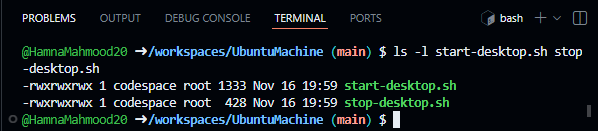 PROBLEMS OUTPUT DEBUG CONSOLE TERMINAL PORTS bash
@HamnaMahmood20 ➜/workspaces/UbuntuMachine (main) $ ls -l start-desktop.sh stop
-desktop.sh
-rwxrwxrwx 1 codespace root 1333 Nov 16 19:59 start-desktop.sh
-rwxrwxrwx 1 codespace root  428 Nov 16 19:59 stop-desktop.sh
@HamnaMahmood20 ➜/workspaces/UbuntuMachine (main) $